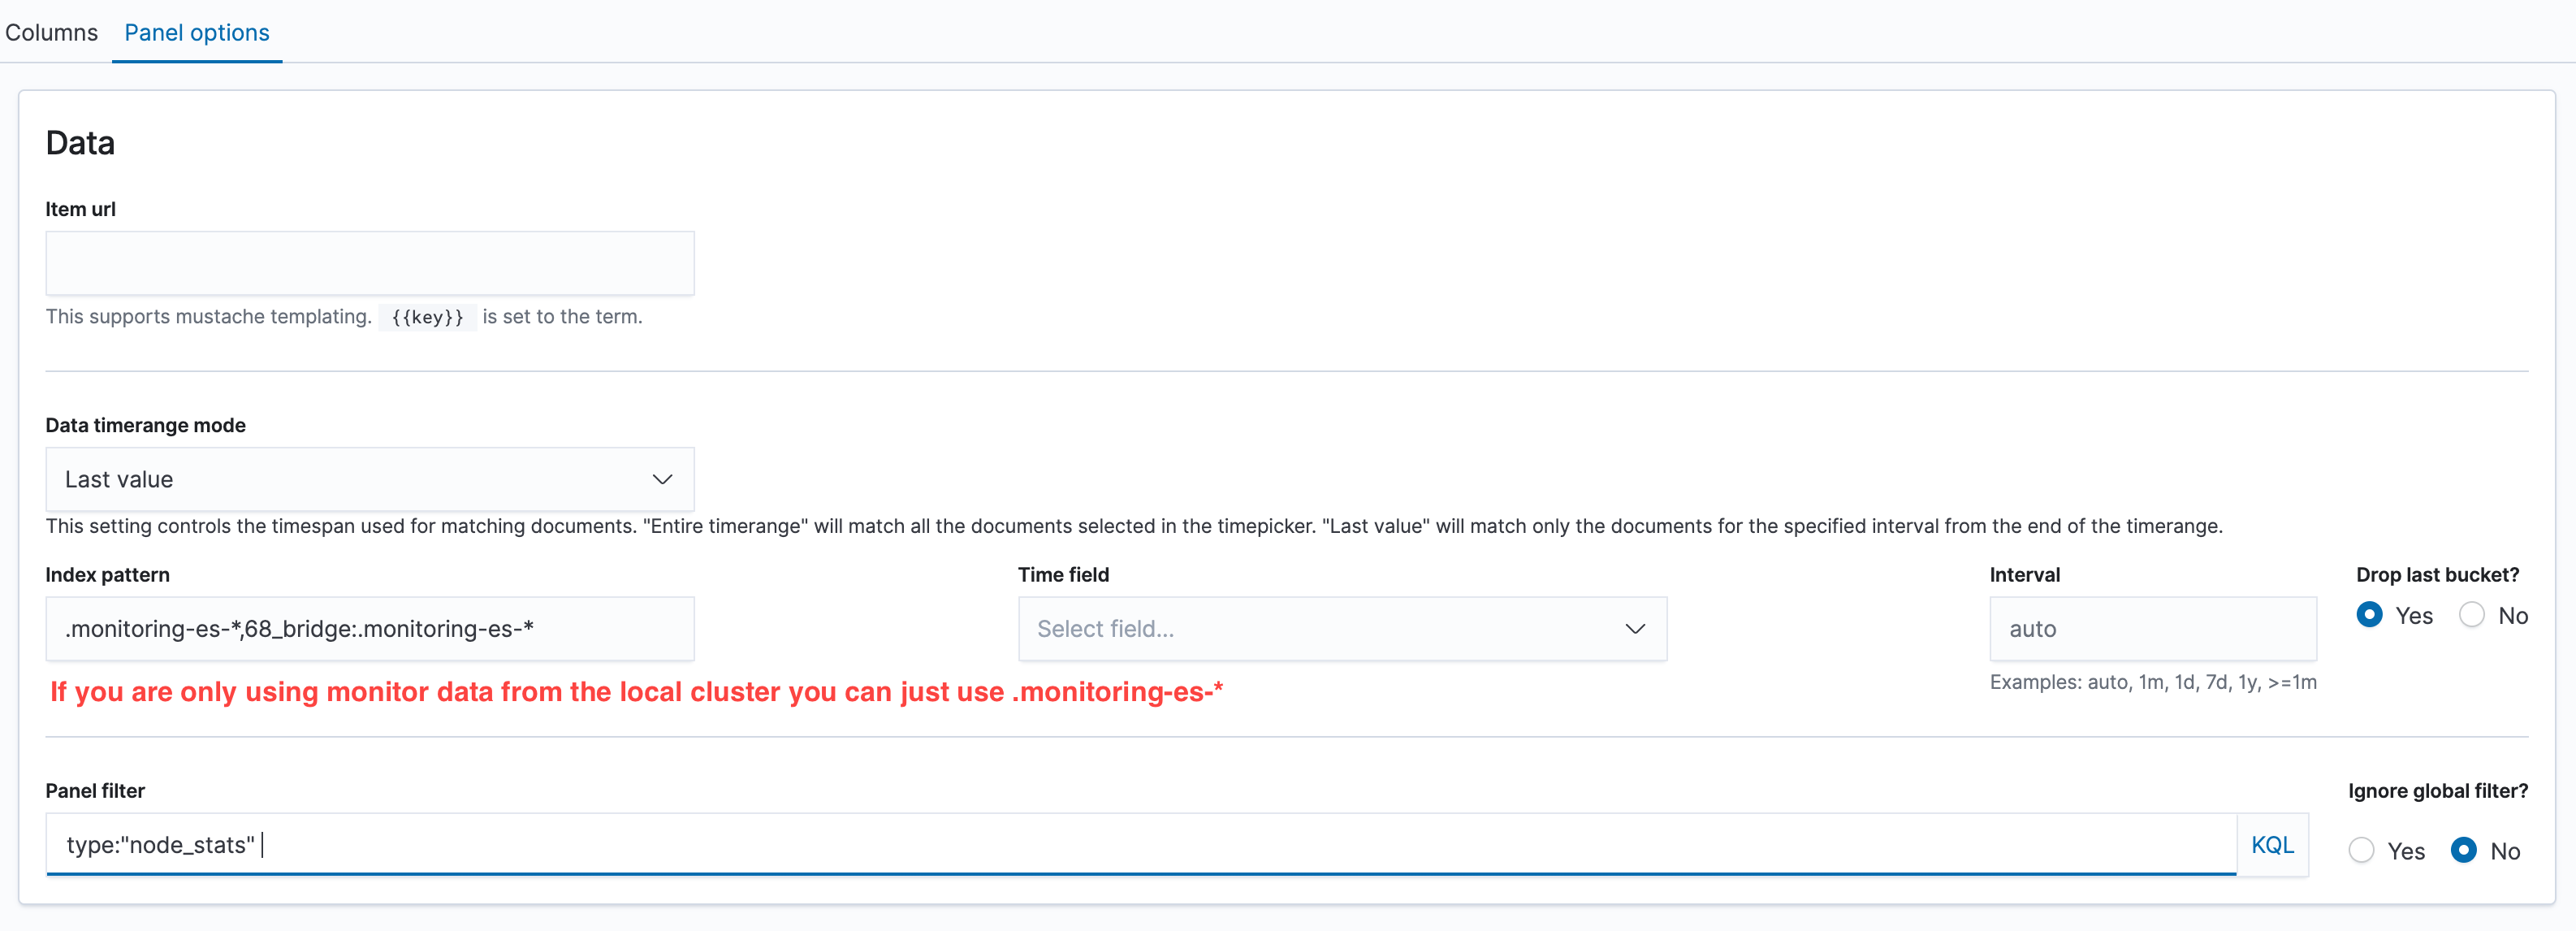 Columns Panel options
Data
Item url
This supports mustache templating. {{key}} is set to the term.
Data timerange mode
Last value
This setting controls the timespan used for matching documents. "Entire timerange" will match all the documents selected in the timepicker. "Last value" will match only the documents for the specified interval from the end of the timerange.
Index pattern Time field Interval Drop last bucket?
.monitoring-es-*,68_bridge:.monitoring-es-* Select field... auto Yes No
If you are only using monitor data from the local cluster you can just use .monitoring-es-* Examples: auto, 1m, 1d, 7d, 1y, >=1m
Panel filter Ignore global filter?
type:"node_stats" KQL Yes No